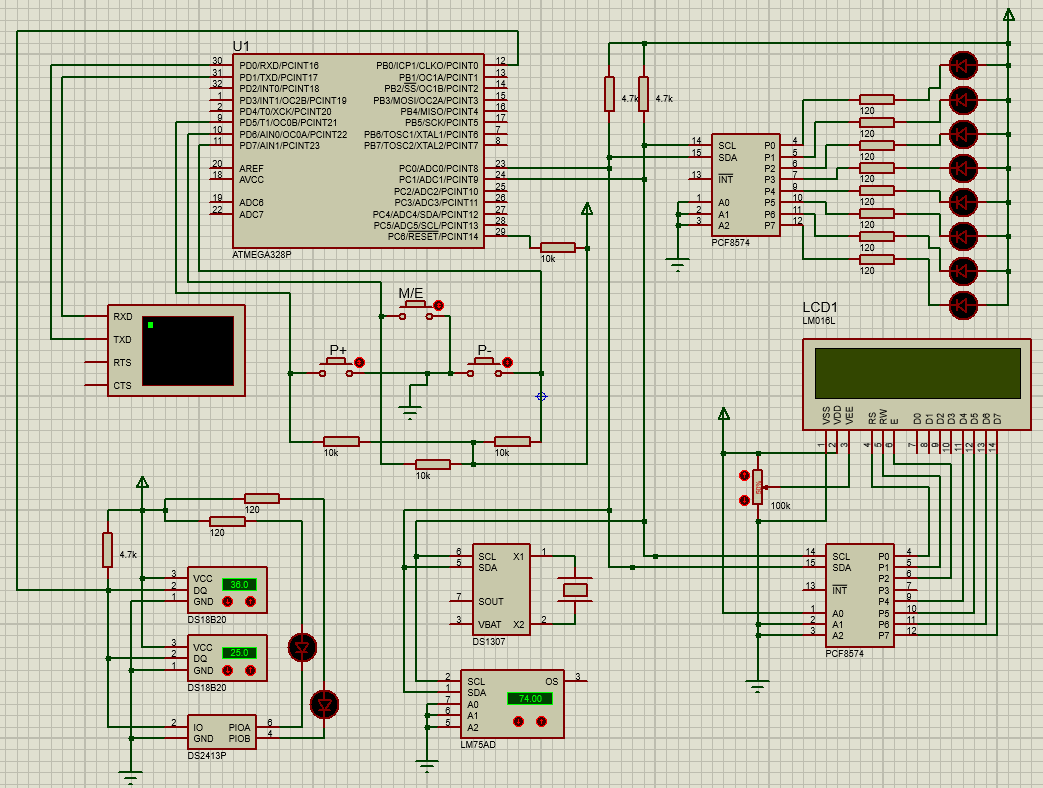 U1
30 PD0/RXD/PCINT16 PB0/ICP1/CLKO/PCINT0 12
31 PD1/TXD/PCINT17 PB1/OC1A/PCINT1 13
32 PD2/INT0/PCINT18 PB2/SS/OC1B/PCINT2 14
1 PD3/INT1/OC2B/PCINT19 PB3/MOSI/OC2A/PCINT3 15
2 PD4/T0/XCK/PCINT20 PB4/MISO/PCINT4 16
9 PD5/T1/OC0B/PCINT21 PB5/SCK/PCINT5 17
10 PD6/AIN0/OC0A/PCINT22 PB6/TOSC1/XTAL1/PCINT6 7
11 PD7/AIN1/PCINT23 PB7/TOSC2/XTAL2/PCINT7 8
20 AREF PC0/ADC0/PCINT8 23
18 AVCC PC1/ADC1/PCINT9 24
PC2/ADC2/PCINT10 25
19 ADC6 PC3/ADC3/PCINT11 26
22 ADC7 PC4/ADC4/SDA/PCINT12 27
PC5/ADC5/SCL/PCINT13 28
PC6/RESET/PCINT14 29
ATMEGA328P
10k
4.7k 4.7k
14 SCL P0 4
15 SDA P1 5
P2 6
13 INT P3 7
P4 9
1 A0 P5 10
2 A1 P6 11
3 A2 P7 12
PCF8574
120
120
120
120
120
120
120
120
RXD
TXD
RTS
CTS
M/E
P+ P-
10k 10k
10k
LCD1
LM016L
VSS VDD VEE RS RW E D0 D1 D2 D3 D4 D5 D6 D7
1 2 3 4 5 6 7 8 9 10 11 12 13 14
50%
100k
120
120
4.7k
3 VCC 36.0
2 DQ
1 GND
DS18B20
3 VCC 25.0
2 DQ
1 GND
DS18B20
2 IO PIOA 6
GND PIOB 4
DS2413P
6 SCL X1 1
5 SDA
7 SOUT
3 VBAT X2 2
DS1307
2 SCL OS 3
1 SDA 74.00
7 A0
6 A1
5 A2
LM75AD
14 SCL P0 4
15 SDA P1 5
P2 6
13 INT P3 7
P4 9
1 A0 P5 10
2 A1 P6 11
3 A2 P7 12
PCF8574